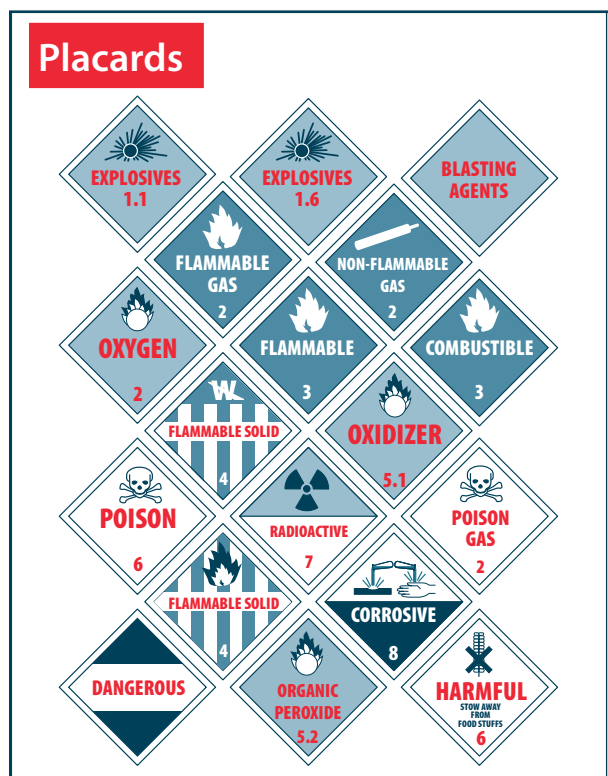 Placards
EXPLOSIVES
1.1
EXPLOSIVES
1.6
BLASTING
AGENTS
FLAMMABLE
GAS
2
NON-FLAMMABLE
GAS
2
OXYGEN
2
FLAMMABLE
3
COMBUSTIBLE
3
W
FLAMMABLE SOLID
4
OXIDIZER
5.1
POISON
6
RADIOACTIVE
7
POISON
GAS
2
FLAMMABLE SOLID
4
CORROSIVE
8
DANGEROUS
ORGANIC
PEROXIDE
5.2
HARMFUL
STOW AWAY
FROM
FOOD STUFFS
6